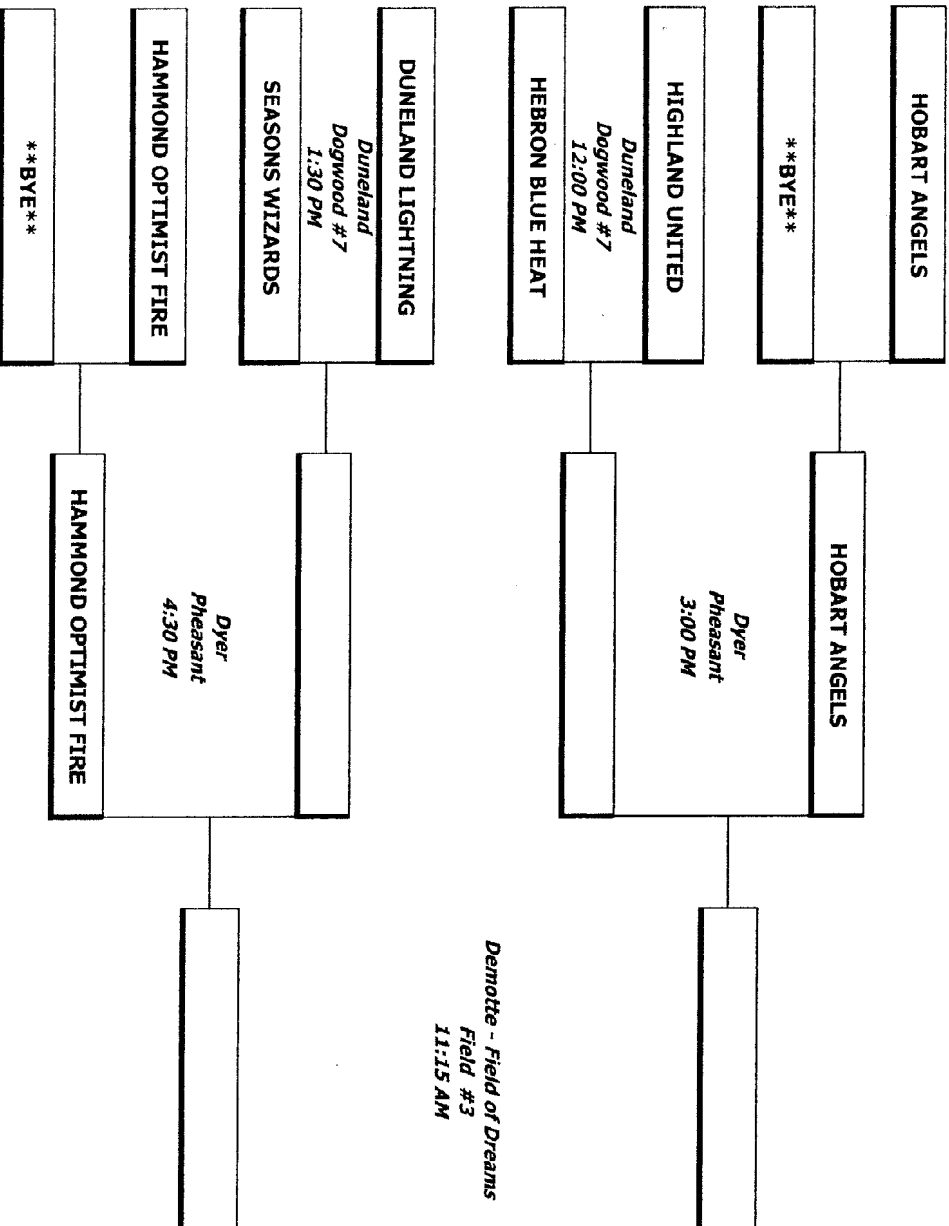 HOBART ANGELS
**BYE**
HIGHLAND UNITED
Duneland
Dogwood #7
12:00 PM
HEBRON BLUE HEAT
DUNELAND LIGHTNING
Duneland
Dogwood #7
1:30 PM
SEASONS WIZARDS
HAMMOND OPTIMIST FIRE
**BYE**
HOBART ANGELS
Dyer
Pheasant
3:00 PM
Dyer
Pheasant
4:30 PM
HAMMOND OPTIMIST FIRE
Demotte - Field of Dreams
Field #3
11:15 AM